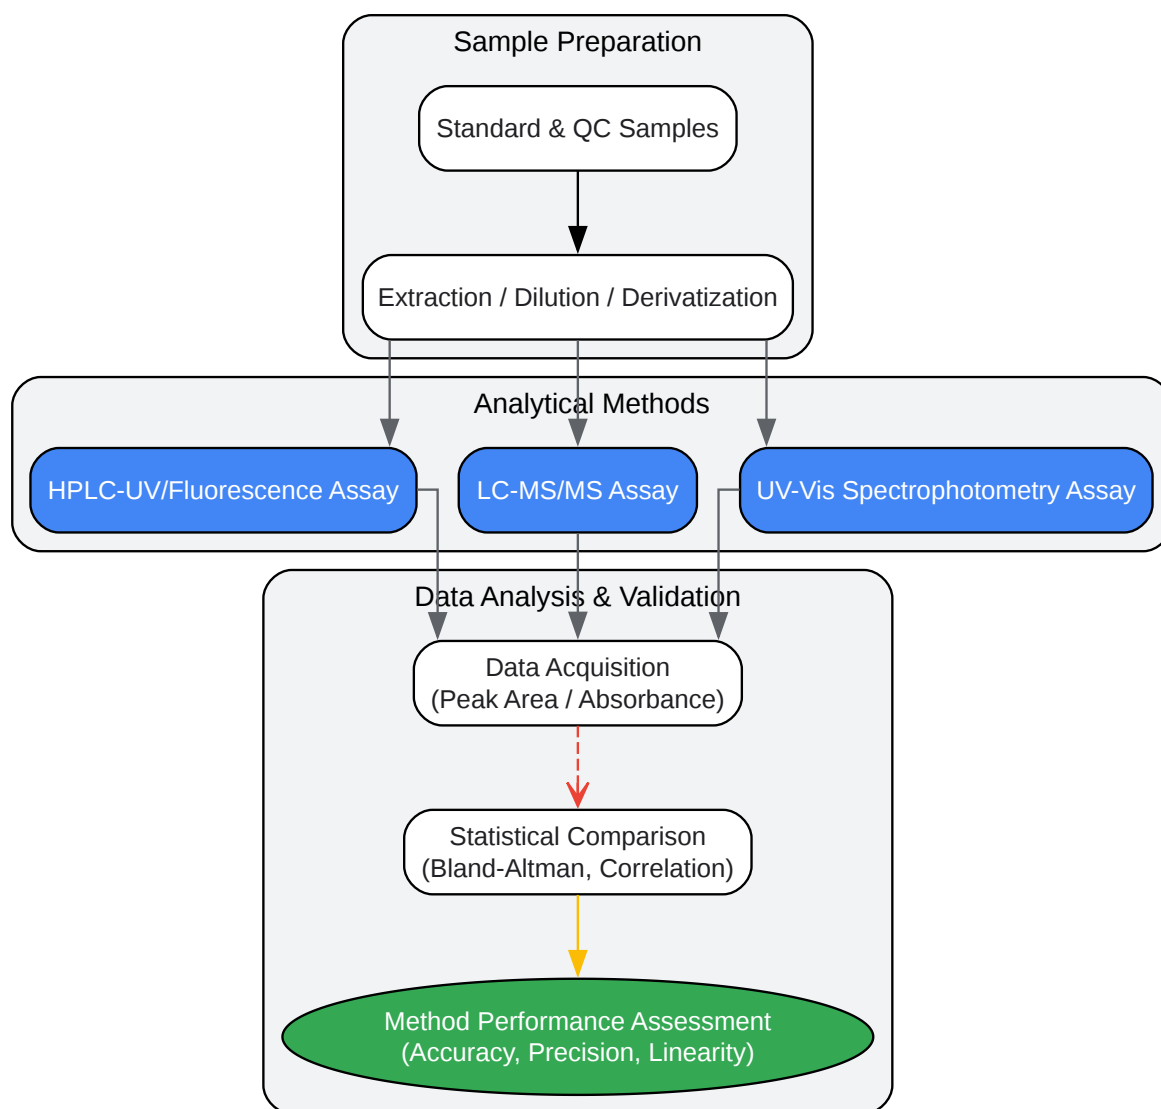 Sample Preparation
Standard & QC Samples
Extraction / Dilution / Derivatization
Analytical Methods
HPLC-UV/Fluorescence Assay
LC-MS/MS Assay
UV-Vis Spectrophotometry Assay
Data Analysis & Validation
Data Acquisition
(Peak Area / Absorbance)
Statistical Comparison
(Bland-Altman, Correlation)
Method Performance Assessment
(Accuracy, Precision, Linearity)